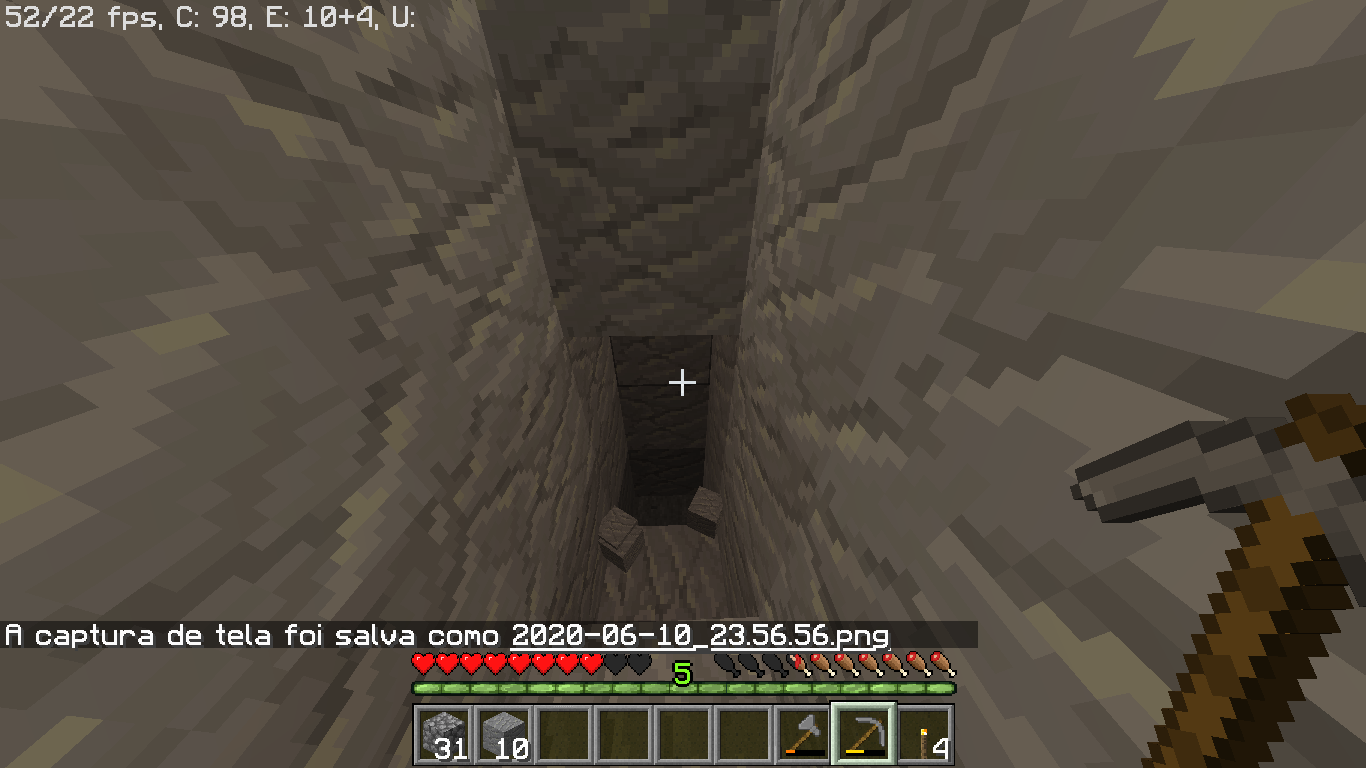 52/22 fps, C: 98, E: 10+4, U:
A captura de tela foi salva como 2020-06-10_23.56.56.png
5
31 10 4